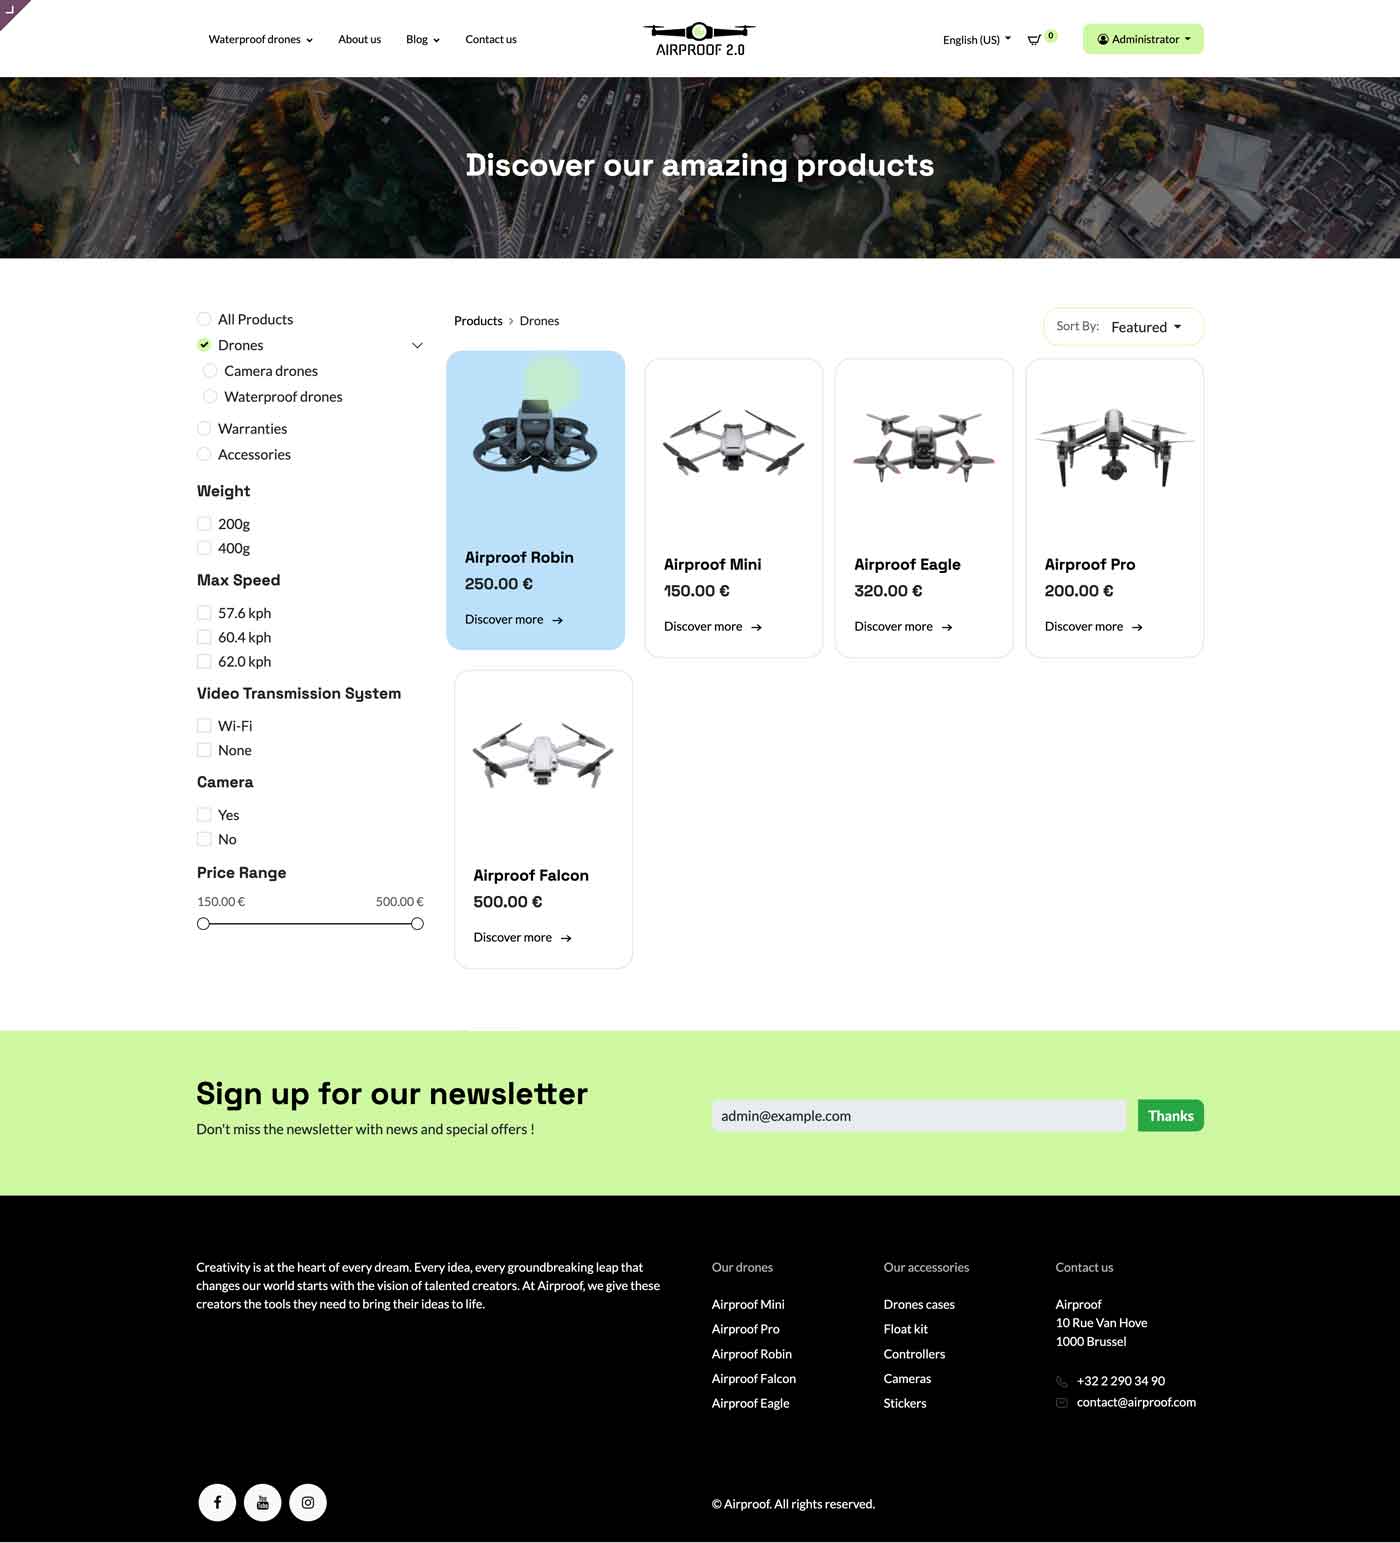 Waterproof drones
About us
Blog
Contact us
AIRPROOF 2.0
English (US)
0
Administrator
Discover our amazing products
All Products
Drones
Camera drones
Waterproof drones
Warranties
Accessories
Weight
200g
400g
Max Speed
57.6 kph
60.4 kph
62.0 kph
Video Transmission System
Wi-Fi
None
Camera
Yes
No
Price Range
150.00 € 500.00 €
Products > Drones
Sort By: Featured
Airproof Robin
250.00 €
Discover more →
Airproof Mini
150.00 €
Discover more →
Airproof Eagle
320.00 €
Discover more →
Airproof Pro
200.00 €
Discover more →
Airproof Falcon
500.00 €
Discover more →
Sign up for our newsletter
Don't miss the newsletter with news and special offers !
admin@example.com
Thanks
Creativity is at the heart of every dream. Every idea, every groundbreaking leap that
changes our world starts with the vision of talented creators. At Airproof, we give these
creators the tools they need to bring their ideas to life.
Our drones
Airproof Mini
Airproof Pro
Airproof Robin
Airproof Falcon
Airproof Eagle
Our accessories
Drones cases
Float kit
Controllers
Cameras
Stickers
Contact us
Airproof
10 Rue Van Hove
1000 Brussel
+32 2 290 34 90
contact@airproof.com
© Airproof. All rights reserved.